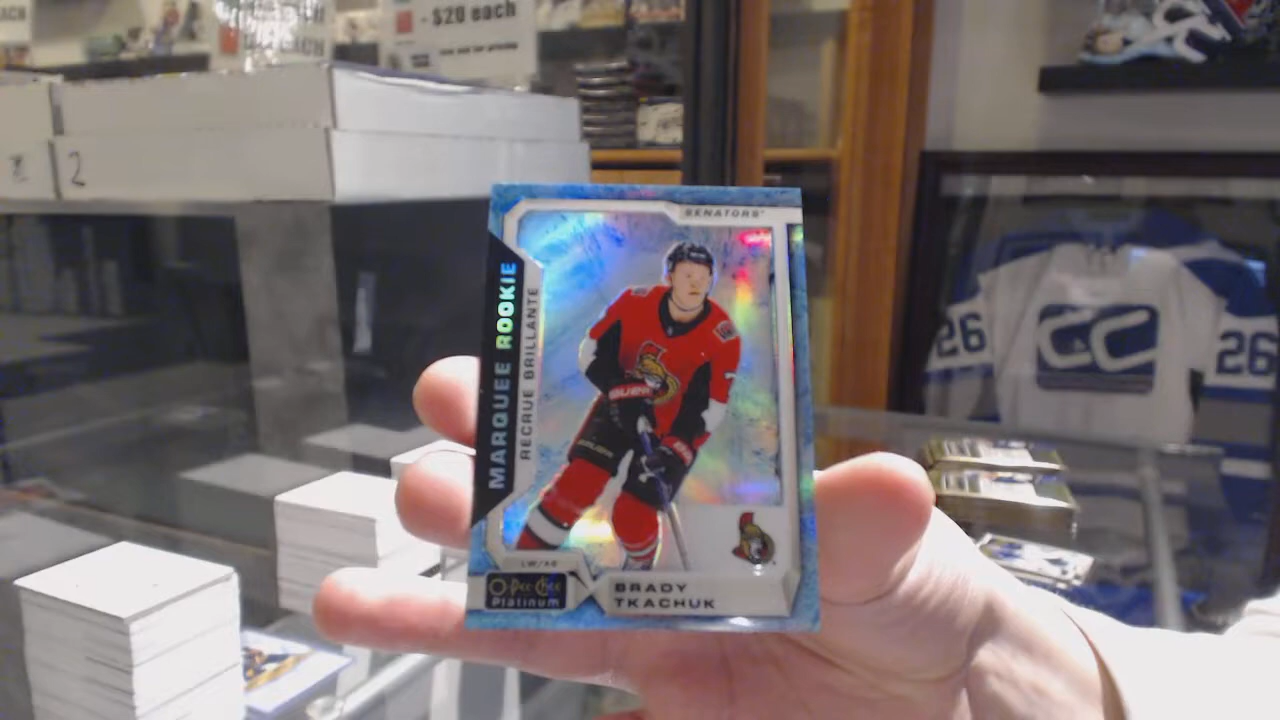 - $20 each
2
SENATORS
MARQUEE ROOKIE
RECRUE BRILLANTE
LW/AG
O-Pee-Chee
Platinum
BRADY
TKACHUK
26
26